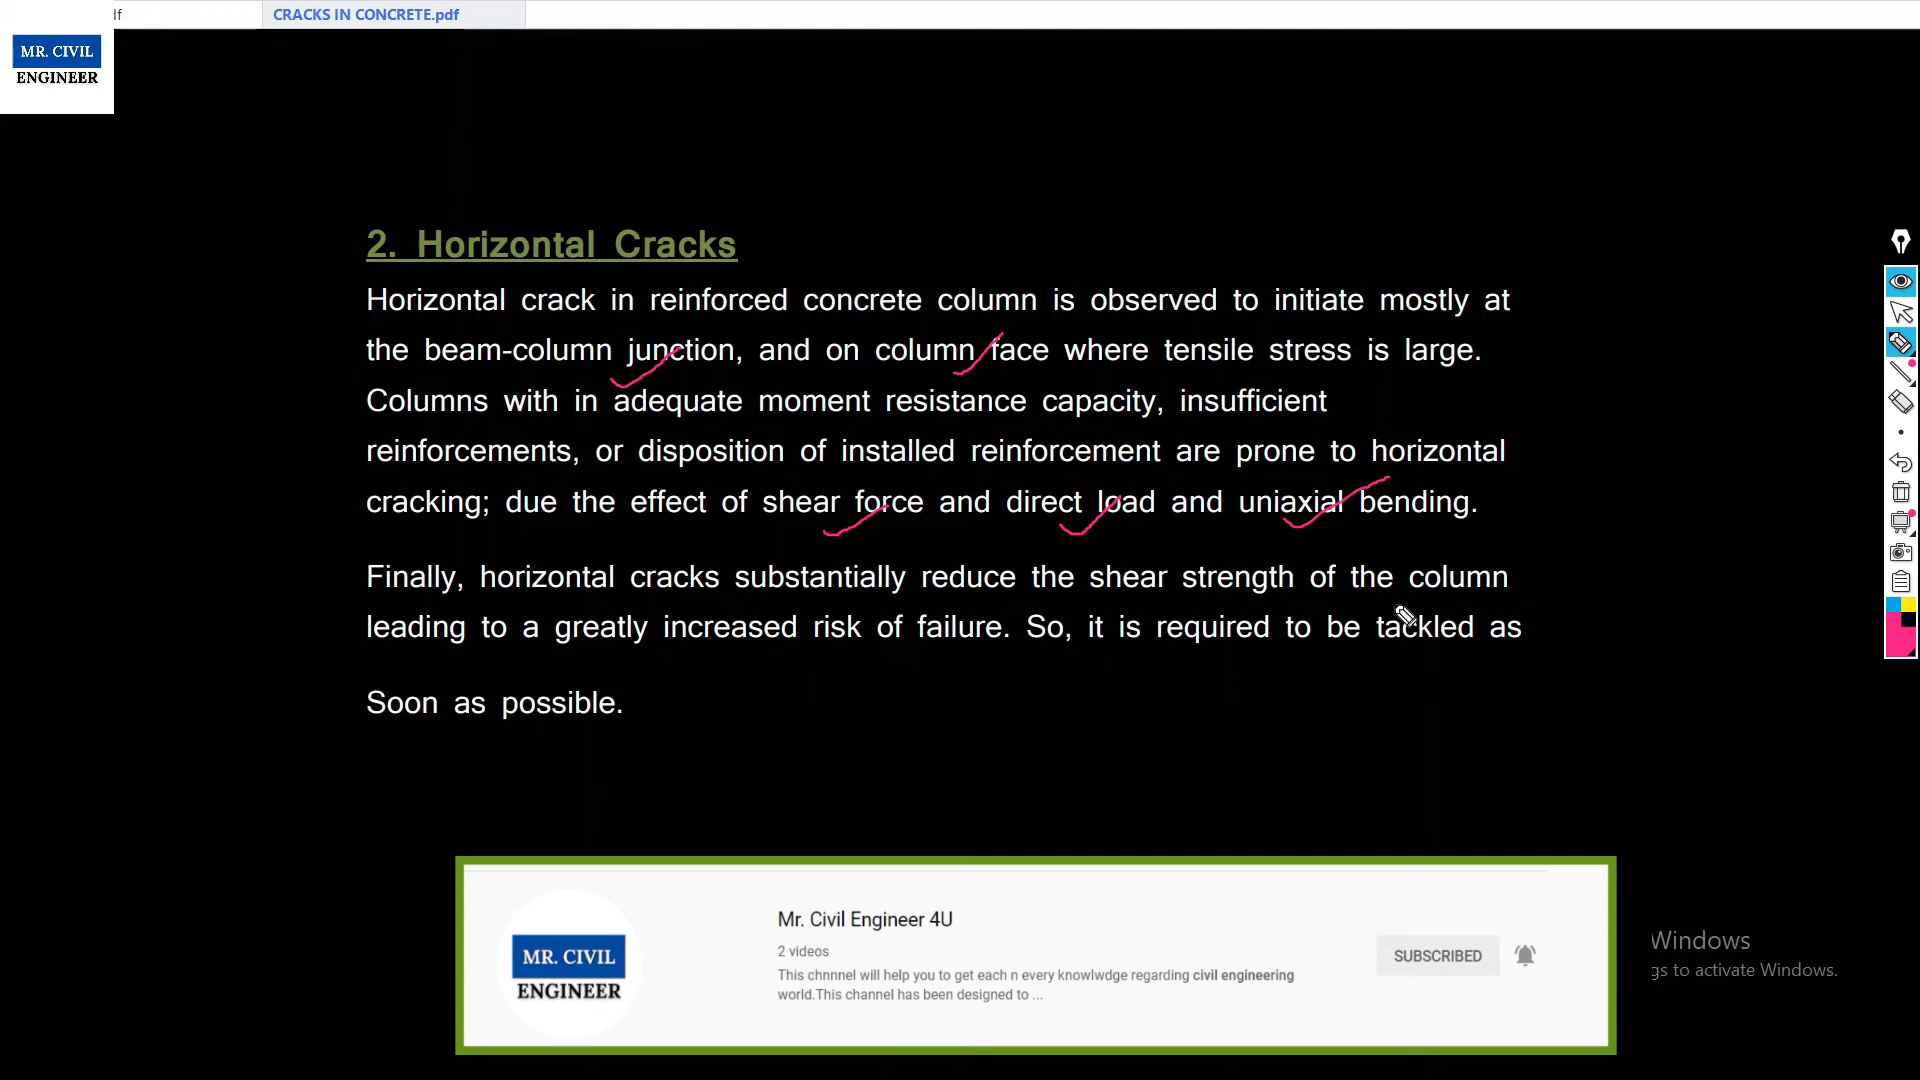 df
CRACKS IN CONCRETE.pdf
MR. CIVIL
ENGINEER
2. Horizontal Cracks
Horizontal crack in reinforced concrete column is observed to initiate mostly at
the beam-column junction, and on column face where tensile stress is large.
Columns with in adequate moment resistance capacity, insufficient
reinforcements, or disposition of installed reinforcement are prone to horizontal
cracking; due the effect of shear force and direct load and uniaxial bending.
Finally, horizontal cracks substantially reduce the shear strength of the column
leading to a greatly increased risk of failure. So, it is required to be tackled as
Soon as possible.
MR. CIVIL
ENGINEER
Mr. Civil Engineer 4U
2 videos
This chnnnel will help you to get each n every knowlwdge regarding civil engineering
world.This channel has been designed to ...
SUBSCRIBED
Windows
gs to activate Windows.